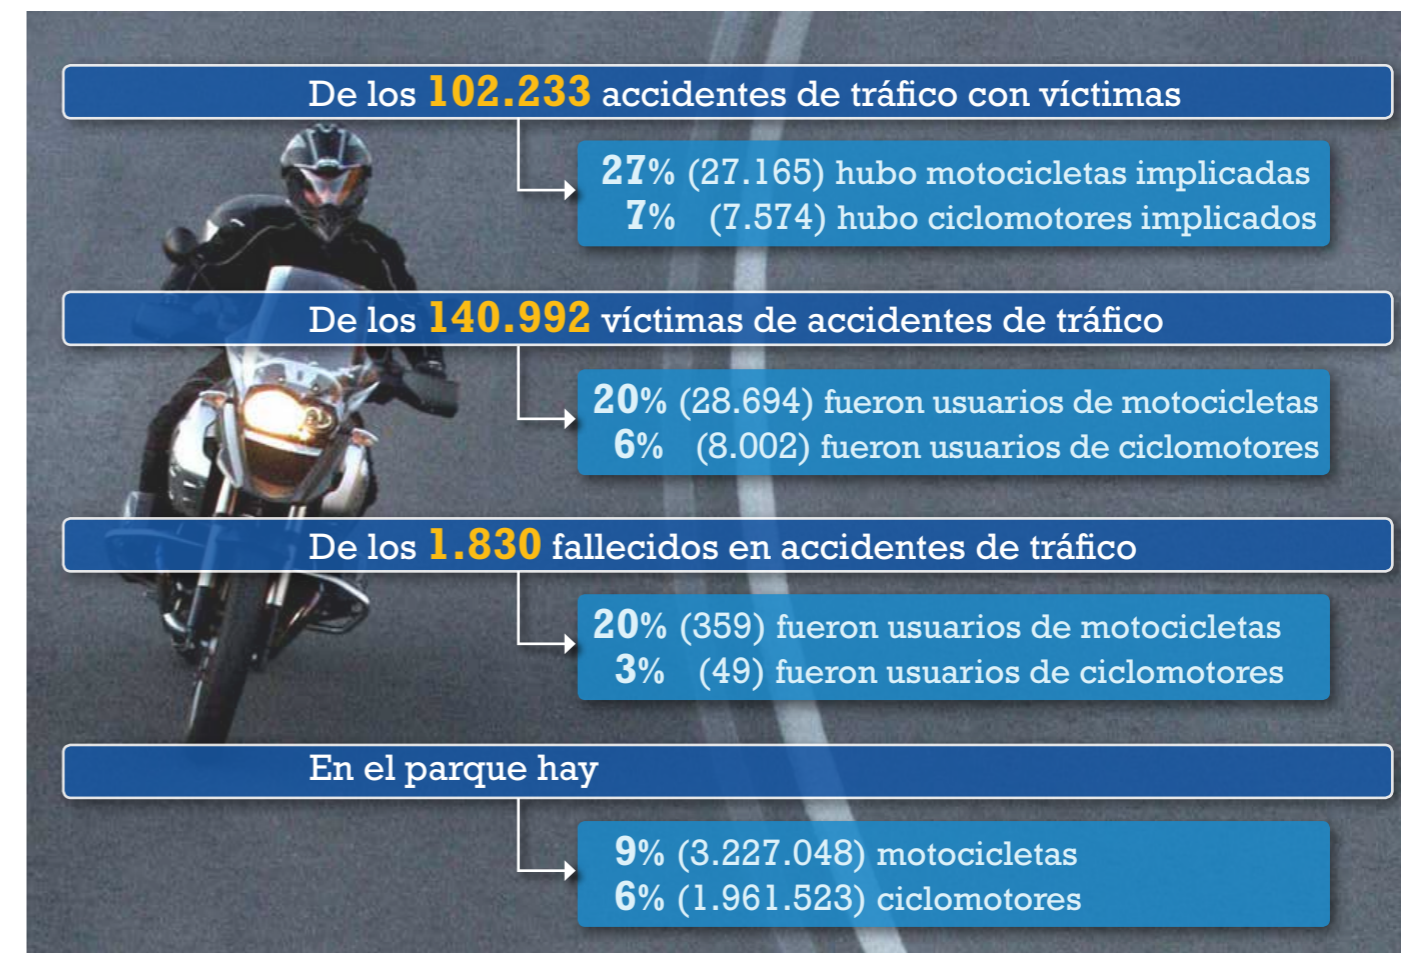 De los 102.233 accidentes de tráfico con víctimas
27% (27.165) hubo motocicletas implicadas
7% (7.574) hubo ciclomotores implicados
De los 140.992 víctimas de accidentes de tráfico
20% (28.694) fueron usuarios de motocicletas
6% (8.002) fueron usuarios de ciclomotores
De los 1.830 fallecidos en accidentes de tráfico
20% (359) fueron usuarios de motocicletas
3% (49) fueron usuarios de ciclomotores
En el parque hay
9% (3.227.048) motocicletas
6% (1.961.523) ciclomotores